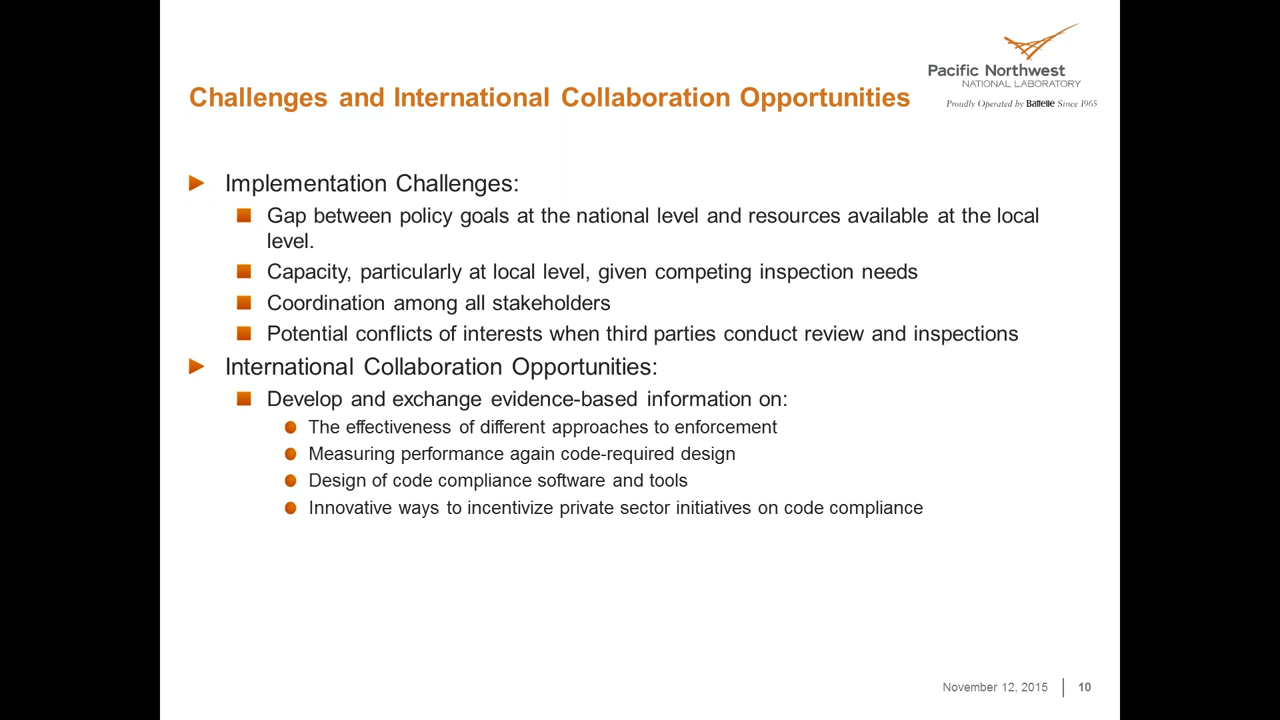 Pacific Northwest
NATIONAL LABORATORY
Proudly Operated by Battelle Since 1965
Challenges and International Collaboration Opportunities
Implementation Challenges:
Gap between policy goals at the national level and resources available at the local
level.
Capacity, particularly at local level, given competing inspection needs
Coordination among all stakeholders
Potential conflicts of interests when third parties conduct review and inspections
International Collaboration Opportunities:
Develop and exchange evidence-based information on:
The effectiveness of different approaches to enforcement
Measuring performance again code-required design
Design of code compliance software and tools
Innovative ways to incentivize private sector initiatives on code compliance
November 12, 2015 10